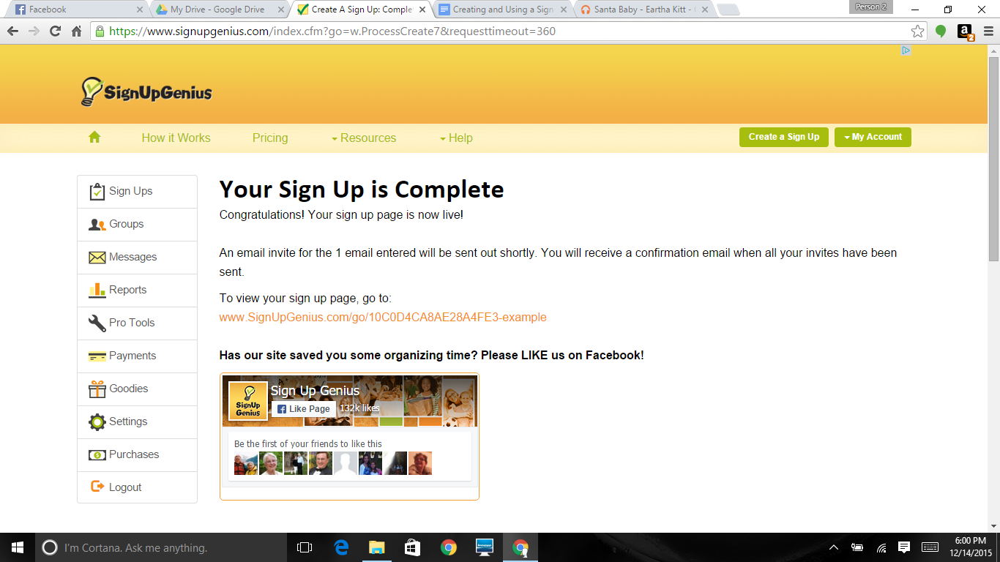 Person 2
Facebook
My Drive - Google Drive
Create A Sign Up: Comple
Creating and Using a Sign
Santa Baby - Eartha Kitt -
https://www.signupgenius.com/index.cfm?go=w.ProcessCreate7&requesttimeout=360
2
SignUpGenius
How it Works
Pricing
Resources
Help
Create a Sign Up
My Account
Sign Ups
Groups
Messages
Reports
Pro Tools
Payments
Goodies
Settings
Purchases
Logout
Your Sign Up is Complete
Congratulations! Your sign up page is now live!
An email invite for the 1 email entered will be sent out shortly. You will receive a confirmation email when all your invites have been
sent.
To view your sign up page, go to:
www.SignUpGenius.com/go/10C0D4CA8AE28A4FE3-example
Has our site saved you some organizing time? Please LIKE us on Facebook!
SignUp
Genius
Sign Up Genius
Like Page
132k likes
Be the first of your friends to like this
I'm Cortana. Ask me anything.
6:00 PM
12/14/2015